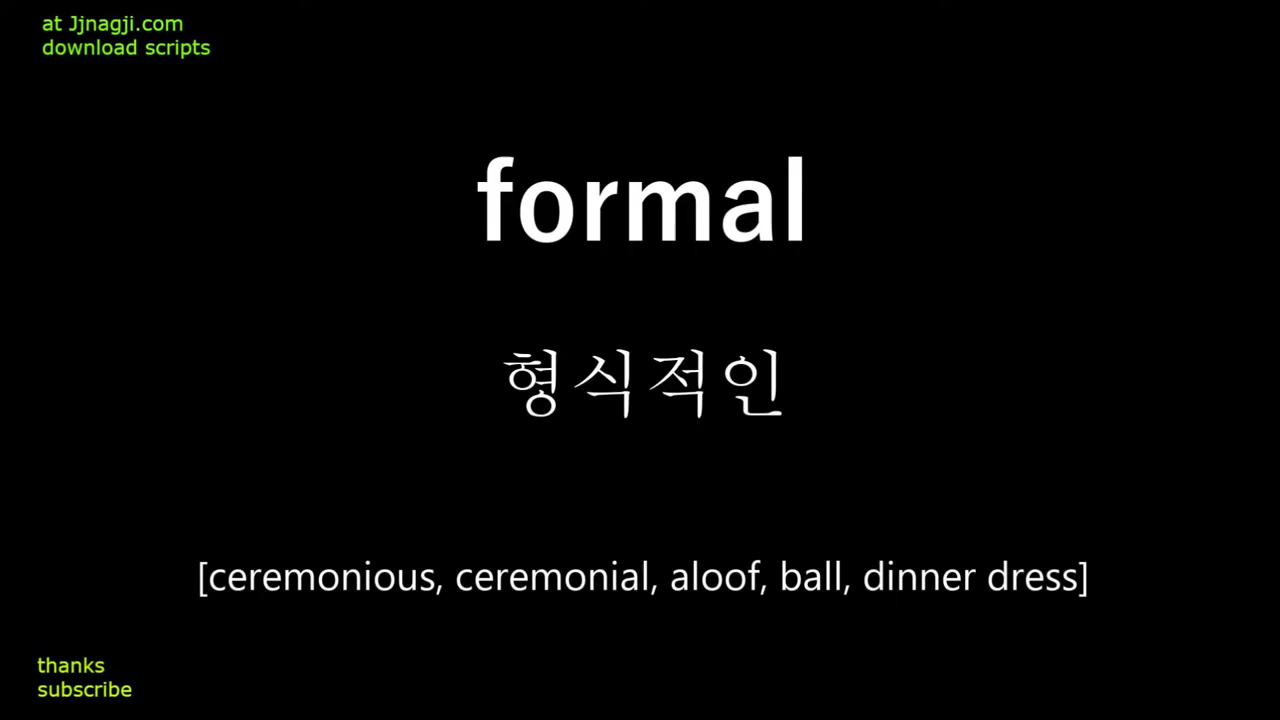 at Jjnagji.com
download scripts
formal
형식적인
[ceremonious, ceremonial, aloof, ball, dinner dress]
thanks
subscribe